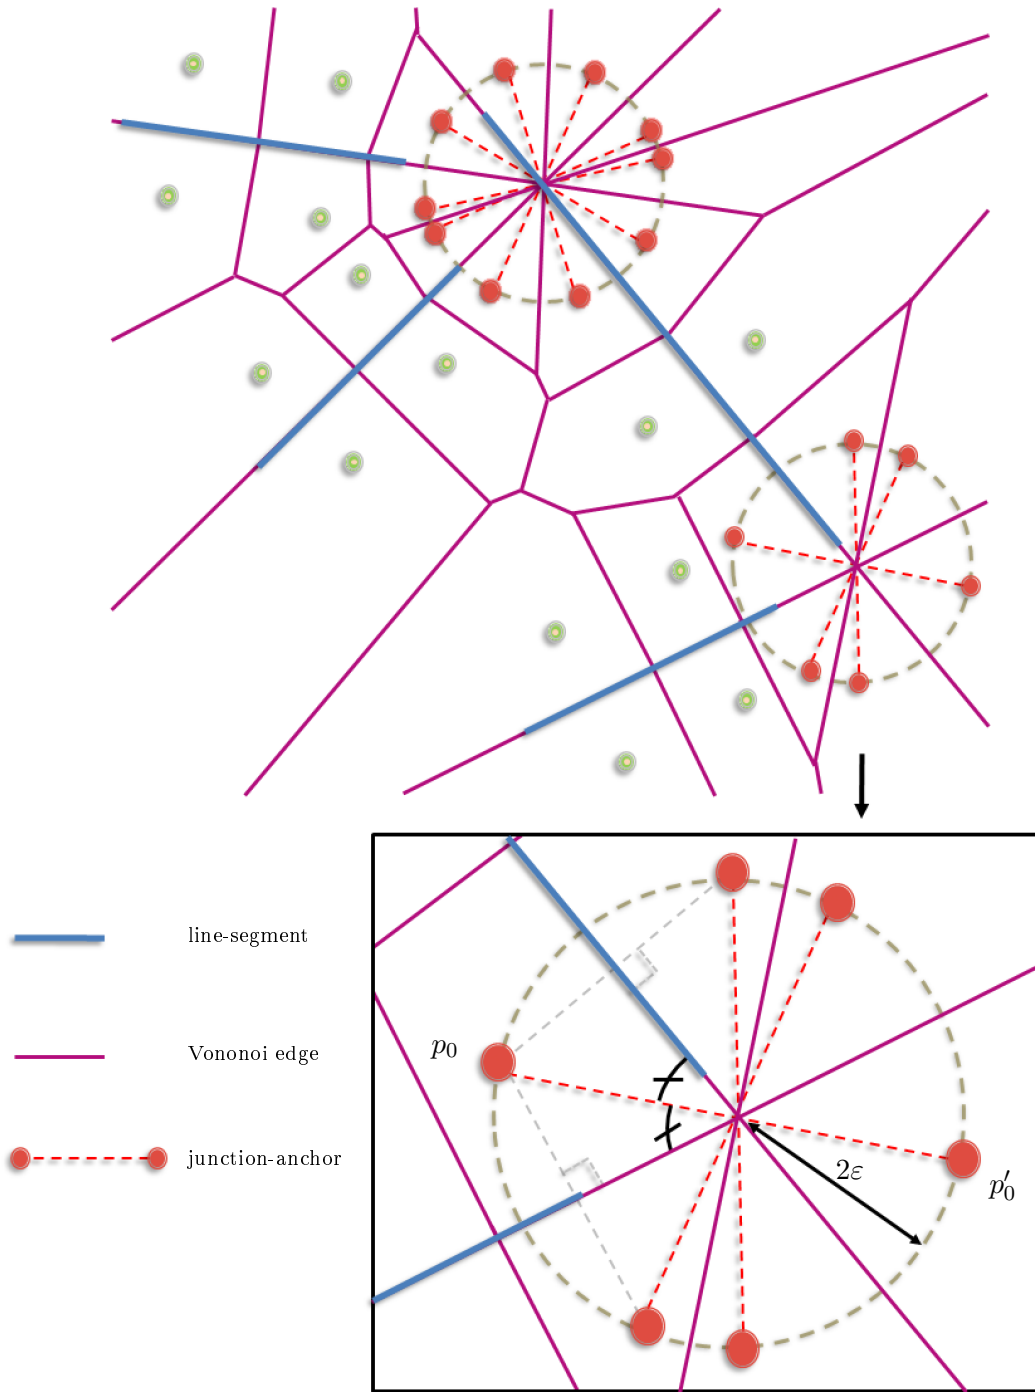 line-segment
Vononoi edge
junction-anchor
p₀
2ε
p′₀